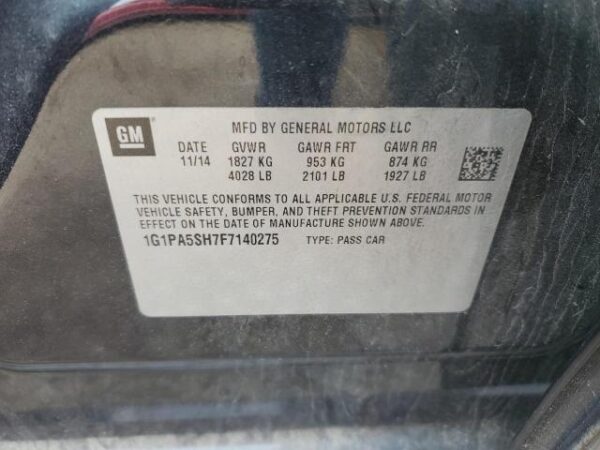 GM
MFD BY GENERAL MOTORS LLC
DATE GVWR GAWR FRT GAWR RR
11/14 1827 KG 953 KG 874 KG
4028 LB 2101 LB 1927 LB
THIS VEHICLE CONFORMS TO ALL APPLICABLE U.S. FEDERAL MOTOR
VEHICLE SAFETY, BUMPER, AND THEFT PREVENTION STANDARDS IN
EFFECT ON THE DATE OF MANUFACTURE SHOWN ABOVE.
1G1PA5SH7F7140275 TYPE: PASS CAR